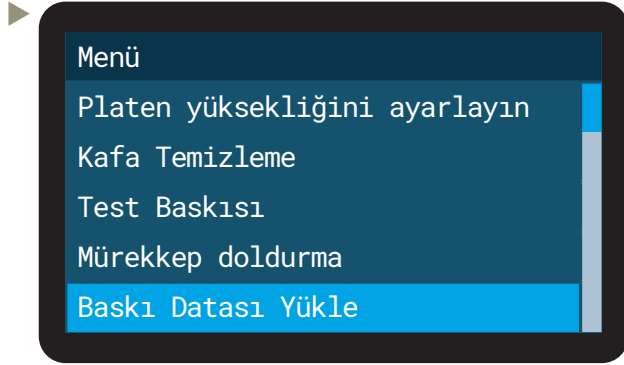 Menü
Platen yüksekliğini ayarlayın
Kafa Temizleme
Test Baskısı
Mürekkep doldurma
Baskı Datası Yükle